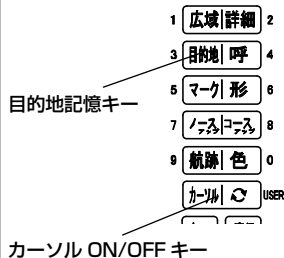 1 広域 詳細 2
3 目的地 呼 4
目的地記憶キー
5 マーク 形 6
7 ノースアップ コースアップ 8
9 航跡 色 0
カーソル USER
カーソル ON/OFF キー